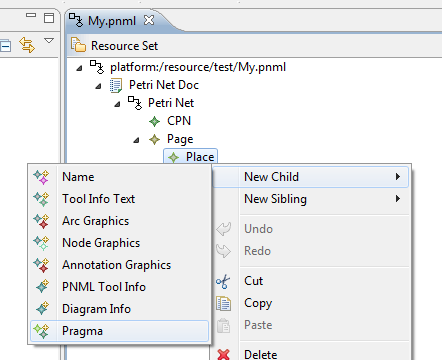 My.pnml
Resource Set
platform:/resource/test/My.pnml
Petri Net Doc
Petri Net
CPN
Page
Place
Name
Tool Info Text
Arc Graphics
Node Graphics
Annotation Graphics
PNML Tool Info
Diagram Info
Pragma
New Child
New Sibling
Undo
Redo
Cut
Copy
Paste
Delete